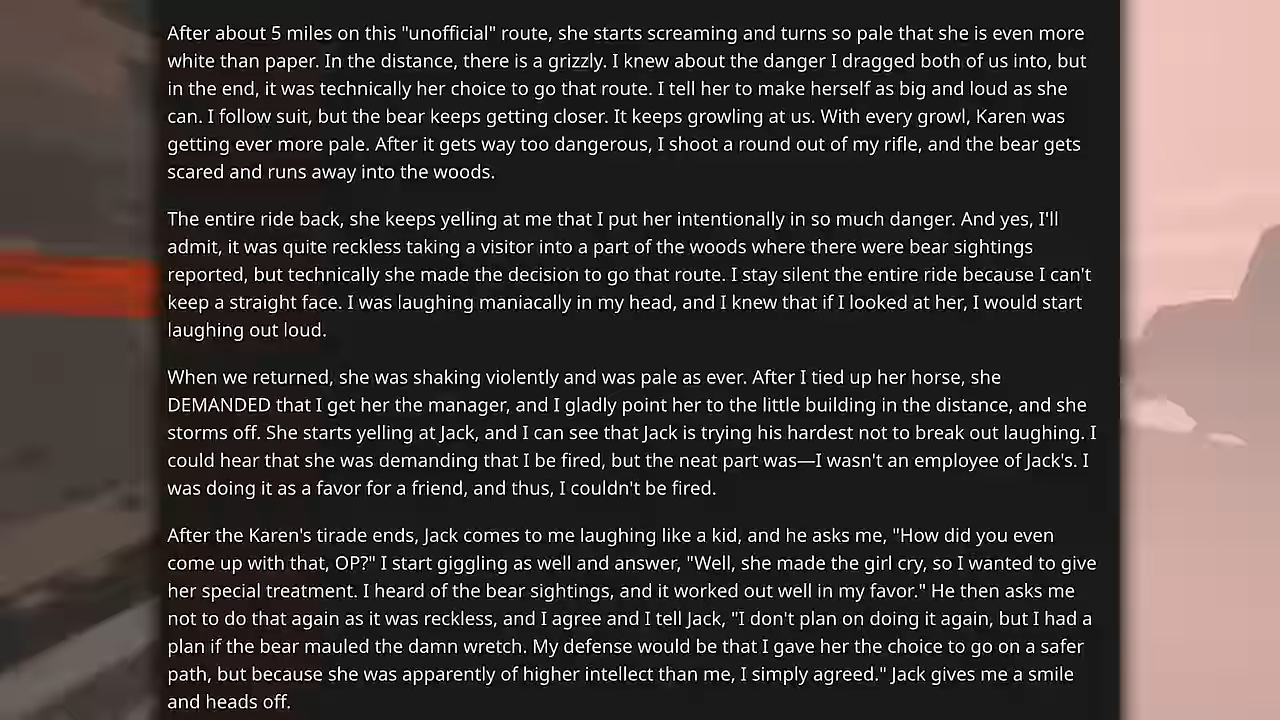 After about 5 miles on this "unofficial" route, she starts screaming and turns so pale that she is even more
white than paper. In the distance, there is a grizzly. I knew about the danger I dragged both of us into, but
in the end, it was technically her choice to go that route. I tell her to make herself as big and loud as she
can. I follow suit, but the bear keeps getting closer. It keeps growling at us. With every growl, Karen was
getting ever more pale. After it gets way too dangerous, I shoot a round out of my rifle, and the bear gets
scared and runs away into the woods.
The entire ride back, she keeps yelling at me that I put her intentionally in so much danger. And yes, I'll
admit, it was quite reckless taking a visitor into a part of the woods where there were bear sightings
reported, but technically she made the decision to go that route. I stay silent the entire ride because I can't
keep a straight face. I was laughing maniacally in my head, and I knew that if I looked at her, I would start
laughing out loud.
When we returned, she was shaking violently and was pale as ever. After I tied up her horse, she
DEMANDED that I get her the manager, and I gladly point her to the little building in the distance, and she
storms off. She starts yelling at Jack, and I can see that Jack is trying his hardest not to break out laughing. I
could hear that she was demanding that I be fired, but the neat part was—I wasn't an employee of Jack's. I
was doing it as a favor for a friend, and thus, I couldn't be fired.
After the Karen's tirade ends, Jack comes to me laughing like a kid, and he asks me, "How did you even
come up with that, OP?" I start giggling as well and answer, "Well, she made the girl cry, so I wanted to give
her special treatment. I heard of the bear sightings, and it worked out well in my favor." He then asks me
not to do that again as it was reckless, and I agree and I tell Jack, "I don't plan on doing it again, but I had a
plan if the bear mauled the damn wretch. My defense would be that I gave her the choice to go on a safer
path, but because she was apparently of higher intellect than me, I simply agreed." Jack gives me a smile
and heads off.